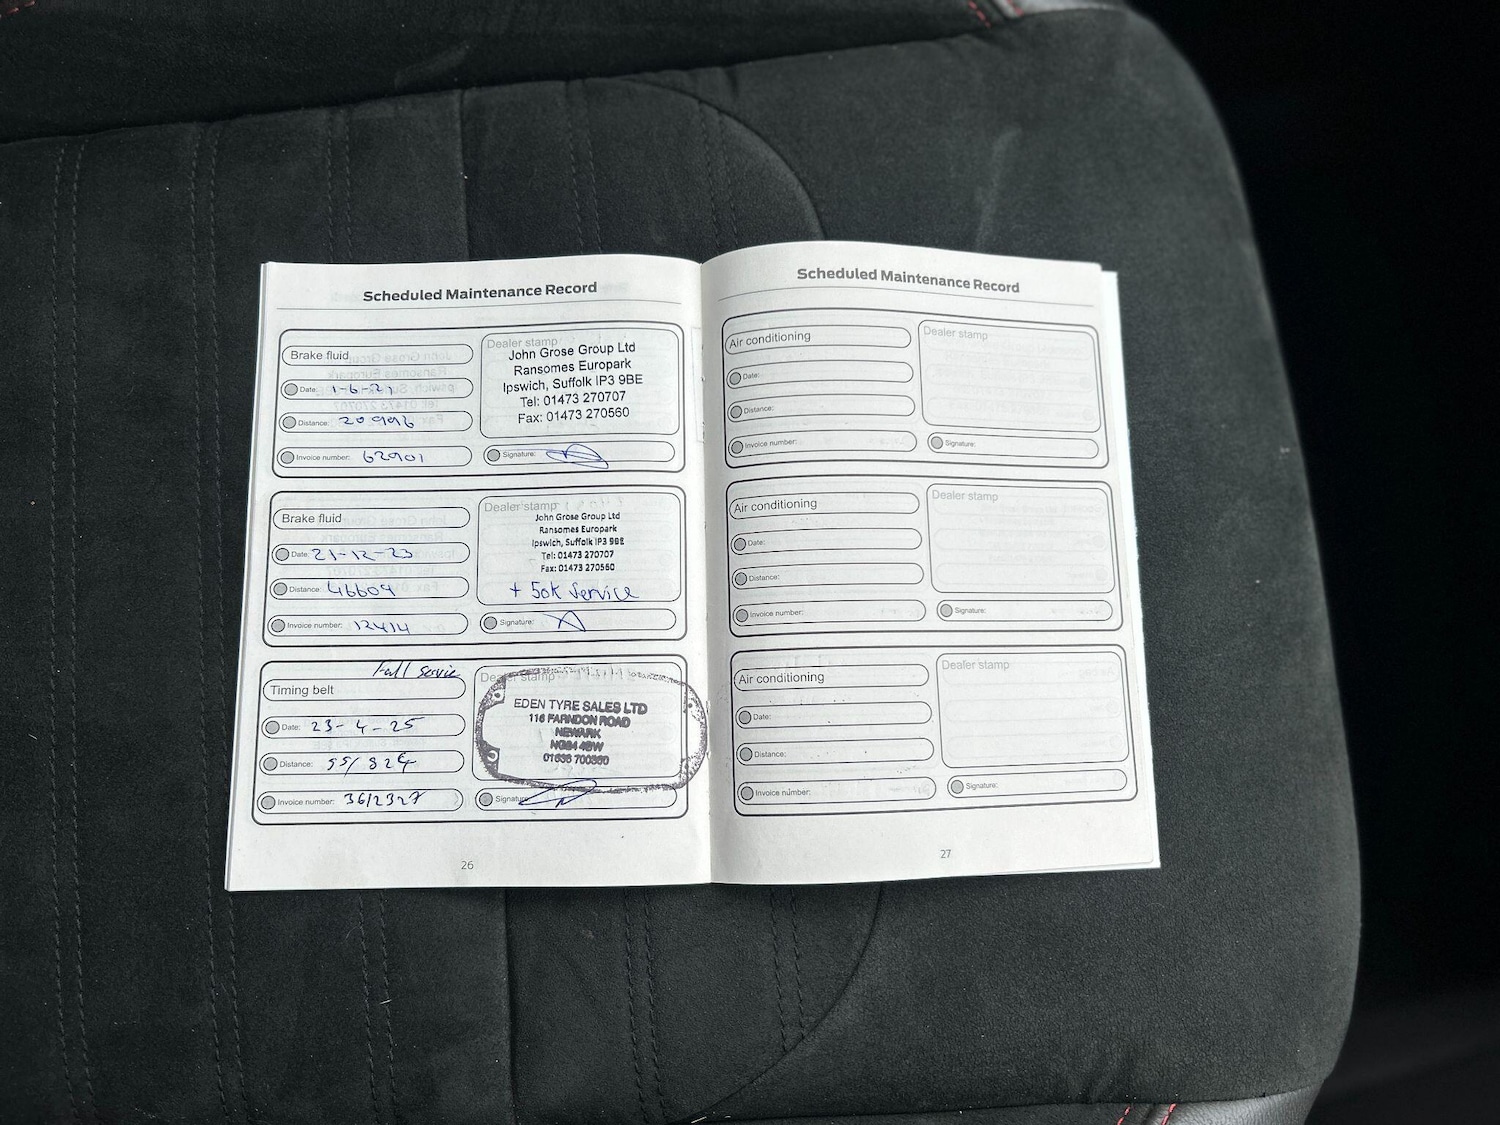 Scheduled Maintenance Record
Brake fluid
Date: 1-6-21
Distance: 20996
Invoice number: 62901
Dealer stamp
John Grose Group Ltd
Ransomes Europark
Ipswich, Suffolk IP3 9BE
Tel: 01473 270707
Fax: 01473 270560
Signature:
Brake fluid
Date: 21-12-23
Distance: 46609
Invoice number: 12414
Dealer stamp
John Grose Group Ltd
Ransomes Europark
Ipswich, Suffolk IP3 9BE
Tel: 01473 270707
Fax: 01473 270560
+ 50K Service
Signature:
Full service
Timing belt
Date: 23-4-25
Distance: 55/824
Invoice number: 36/2327
Dealer stamp
EDEN TYRE SALES LTD
116 FARNDON ROAD
NEWARK
NG24 4SW
01636 700360
Signature:
26
Scheduled Maintenance Record
Air conditioning
Date:
Distance:
Invoice number:
Dealer stamp
Signature:
Air conditioning
Date:
Distance:
Invoice number:
Dealer stamp
Signature:
Air conditioning
Date:
Distance:
Invoice number:
Dealer stamp
Signature:
27